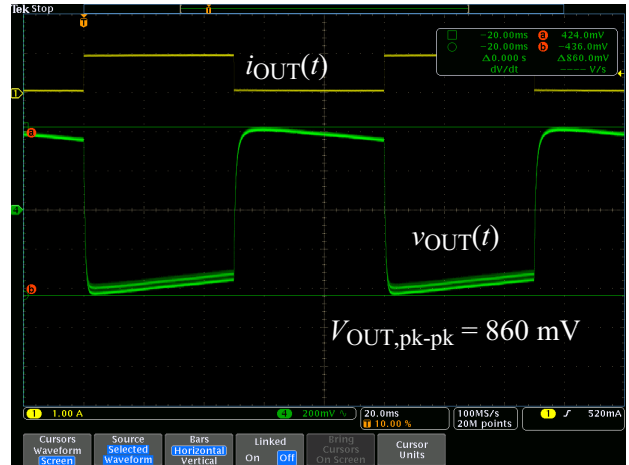 Tek Stop
T
T
a -20.00ms a 424.0mV
b -20.00ms b -436.0mV
Δ0.000 s Δ860.0mV
dV/dt ---- V/s
iOUT(t)
1
a
4
vOUT(t)
b
VOUT,pk-pk = 860 mV
1 1.00 A 4 200mV ∿ 20.0ms 100MS/s 1 ʃ 520mA
T 10.00 % 20M points
Cursors Source Bars Linked Bring Cursor
Waveform Selected Horizontal On Off Cursors Units
Screen Waveform Vertical On Screen